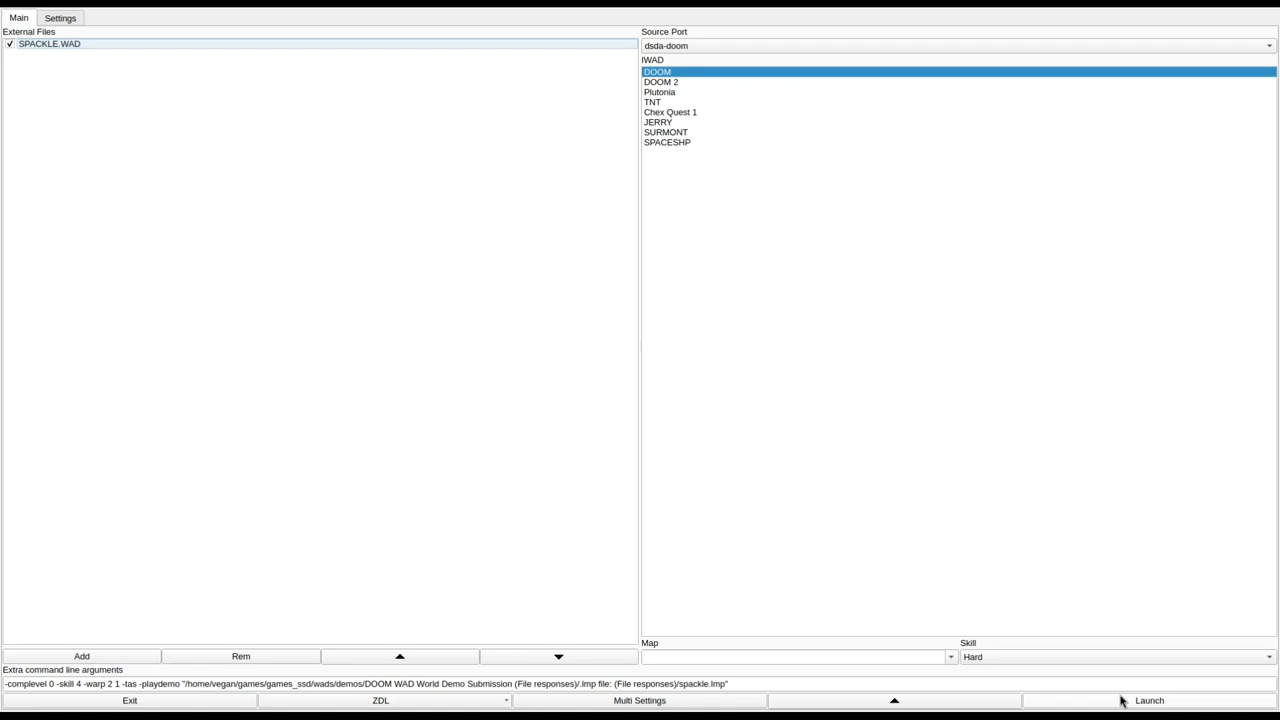 Main Settings
External Files
SPACKLE.WAD
Source Port
dsda-doom
IWAD
DOOM
DOOM 2
Plutonia
TNT
Chex Quest 1
JERRY
SURMONT
SPACESHP
Add Rem
Map Skill
Hard
Extra command line arguments
-complevel 0 -skill 4 -warp 2 1 -tas -playdemo "/home/vegan/games/games_ssd/wads/demos/DOOM WAD World Demo Submission (File responses)/.lmp file: (File responses)/spackle.lmp"
Exit ZDL Multi Settings Launch